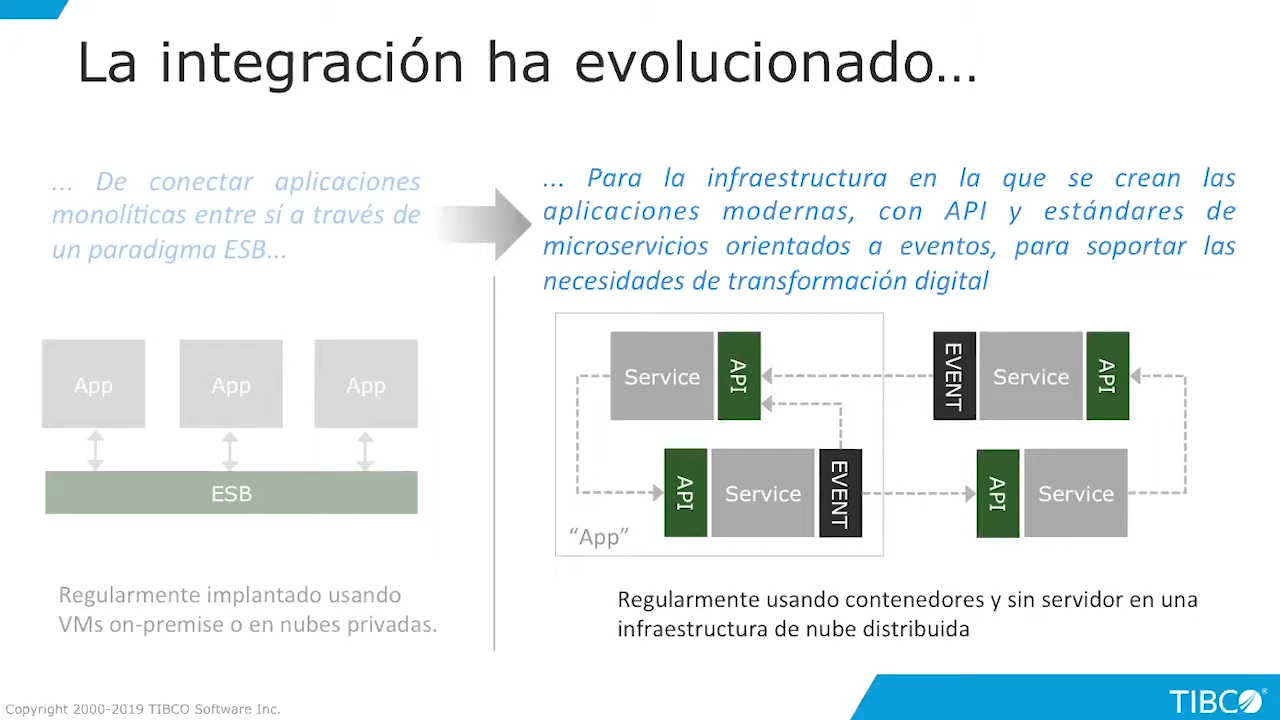 La integración ha evolucionado...
... De conectar aplicaciones
monolíticas entre sí a través de
un paradigma ESB...
... Para la infraestructura en la que se crean las
aplicaciones modernas, con API y estándares de
microservicios orientados a eventos, para soportar las
necesidades de transformación digital
App
App
App
ESB
Regularmente implantado usando
VMs on-premise o en nubes privadas.
Service
API
EVENT
Service
API
API
Service
EVENT
API
Service
“App”
Regularmente usando contenedores y sin servidor en una
infraestructura de nube distribuida
Copyright 2000-2019 TIBCO Software Inc.
TIBCO®